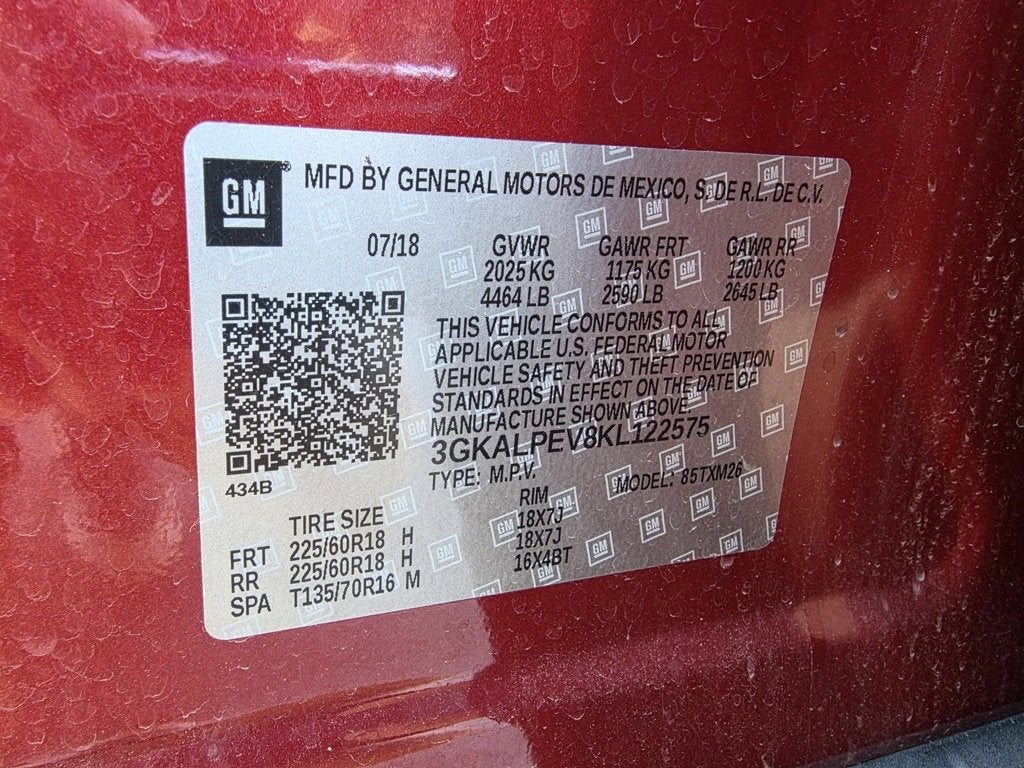 GM® MFD BY GENERAL MOTORS DE MEXICO, S. DE R.L. DE C.V.
07/18 GVWR GAWR FRT GAWR RR
2025 KG 1175 KG 1200 KG
4464 LB 2590 LB 2645 LB
THIS VEHICLE CONFORMS TO ALL
APPLICABLE U.S. FEDERAL MOTOR
VEHICLE SAFETY AND THEFT PREVENTION
STANDARDS IN EFFECT ON THE DATE OF
MANUFACTURE SHOWN ABOVE.
3GKALPEV8KL122575
TYPE: M.P.V. MODEL: 85TXM26
434B
TIRE SIZE RIM
FRT 225/60R18 H 18X7J
RR 225/60R18 H 18X7J
SPA T135/70R16 M 16X4BT